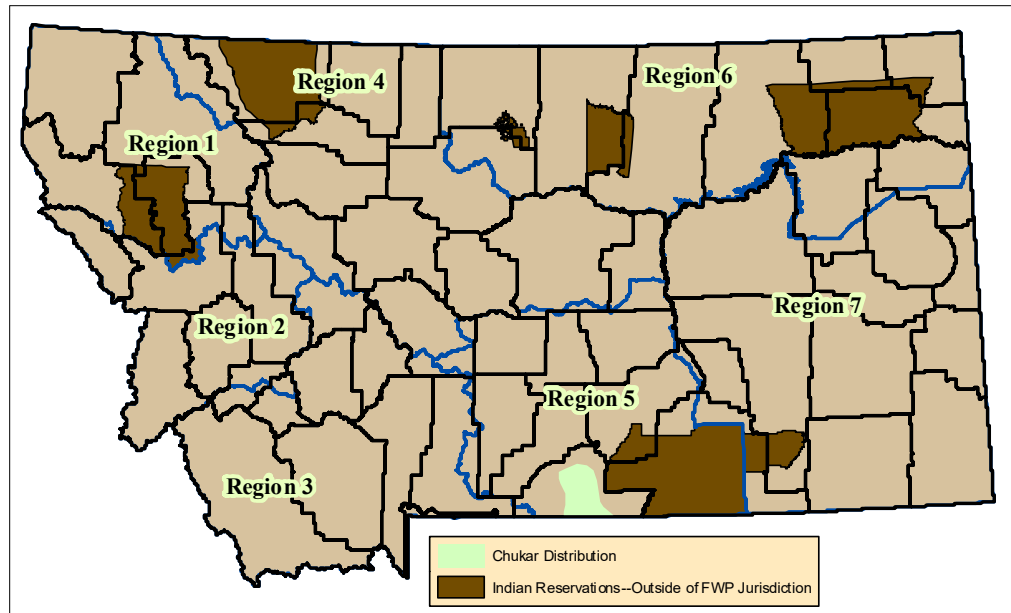 Region 6
Region 4
Region 1
Region 7
Region 2
Region 5
Region 3
Chukar Distribution
Indian Reservations--Outside of FWP Jurisdiction